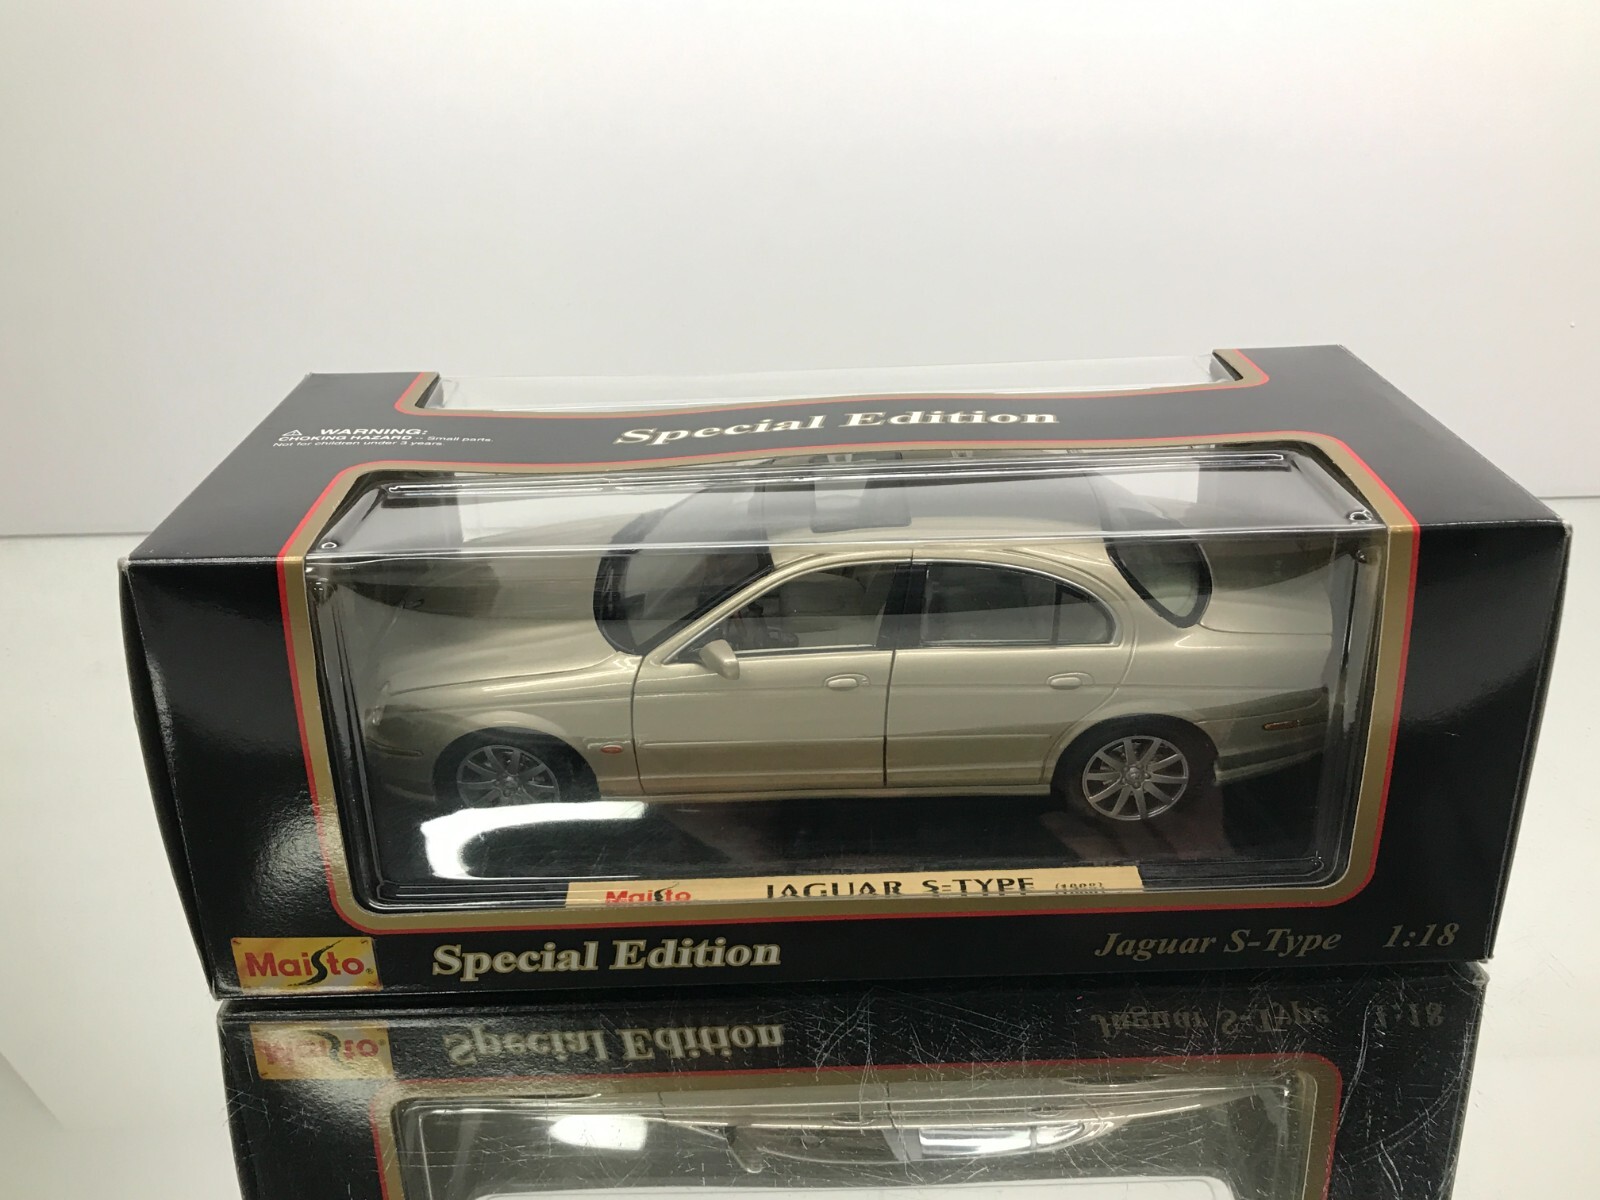 Special Edition
⚠ WARNING:
CHOKING HAZARD -- Small parts.
Not for children under 3 years.
Maisto JAGUAR S-TYPE
Maisto® Special Edition Jaguar S-Type 1:18